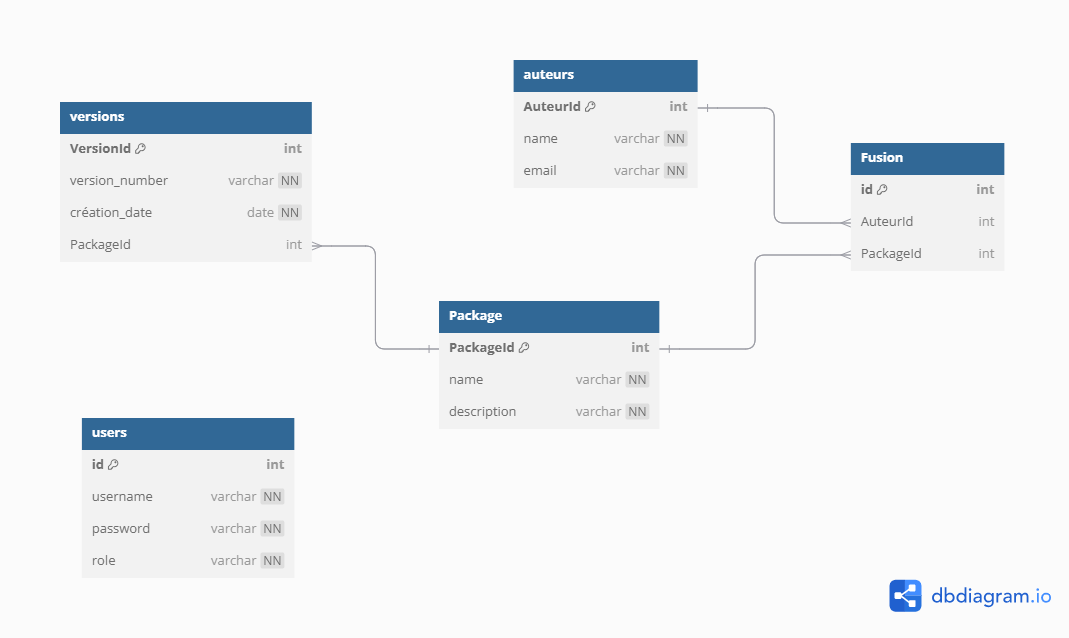 versions
VersionId int
version_number varchar NN
création_date date NN
PackageId int
auteurs
AuteurId int
name varchar NN
email varchar NN
Fusion
id int
AuteurId int
PackageId int
Package
PackageId int
name varchar NN
description varchar NN
users
id int
username varchar NN
password varchar NN
role varchar NN
dbdiagram.io